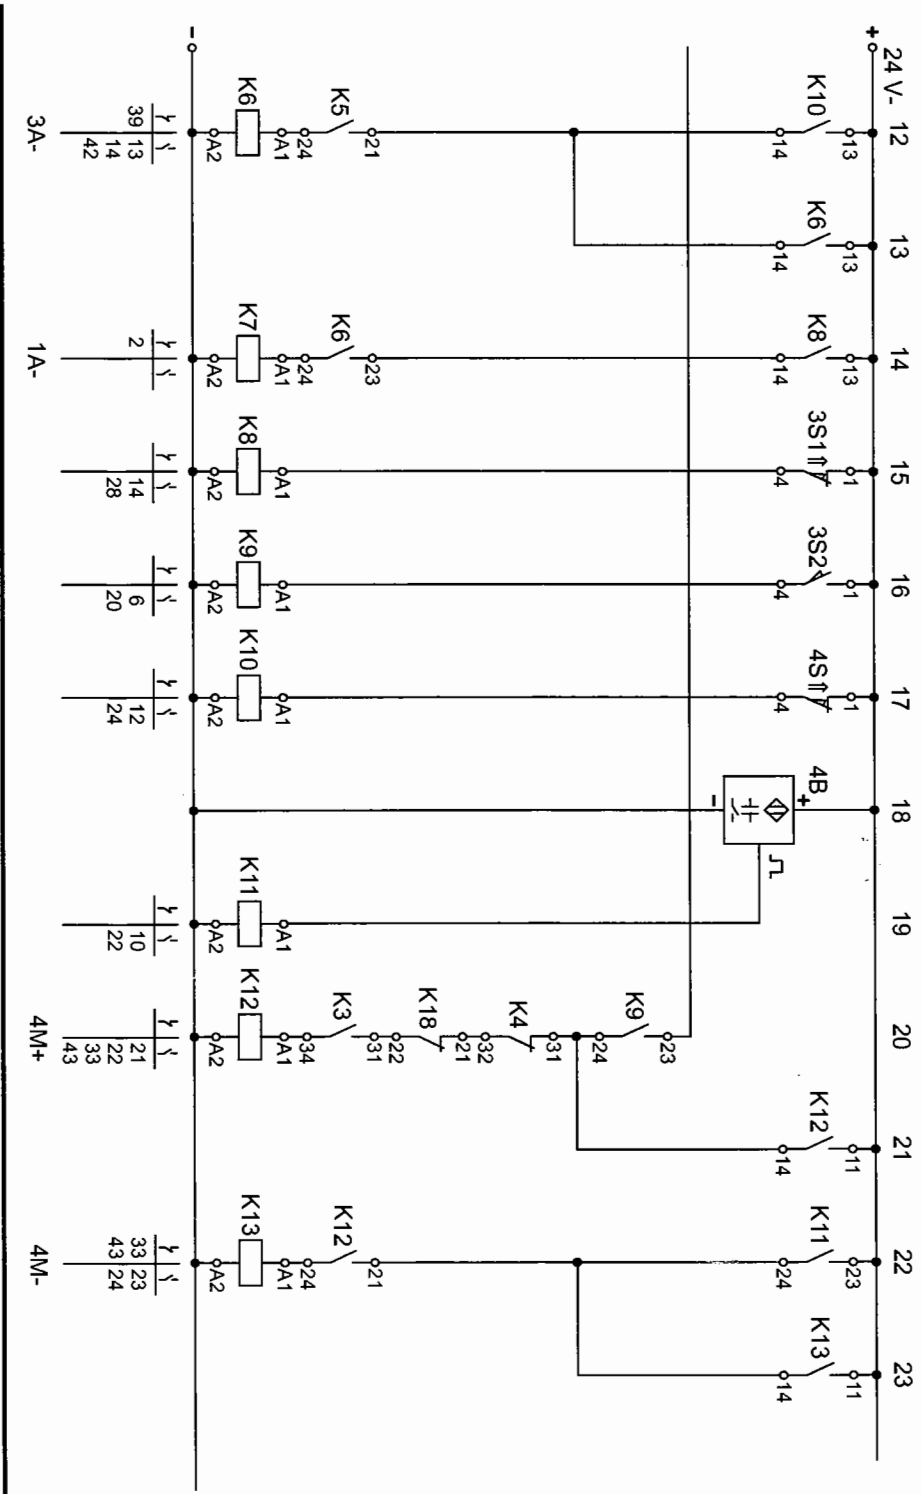 24 V-
+
12
13
14
15
16
17
18
19
20
21
22
23
K10
13
14
K6
13
14
K8
13
14
3S1
1
4
3S2
1
4
4S1
1
4
4B
+
-
K12
11
14
K11
23
24
K13
11
14
K9
23
24
K4
31
32
K18
21
22
K3
31
34
K5
21
24
K6
23
24
K12
21
24
K6
A1
A2
K7
A1
A2
K8
A1
A2
K9
A1
A2
K10
A1
A2
K11
A1
A2
K12
A1
A2
K13
A1
A2
-
39 13
14
42
2
14
28
6
20
12
24
10
22
21
22
33
43
33 23
43 24
3A-
1A-
4M+
4M-